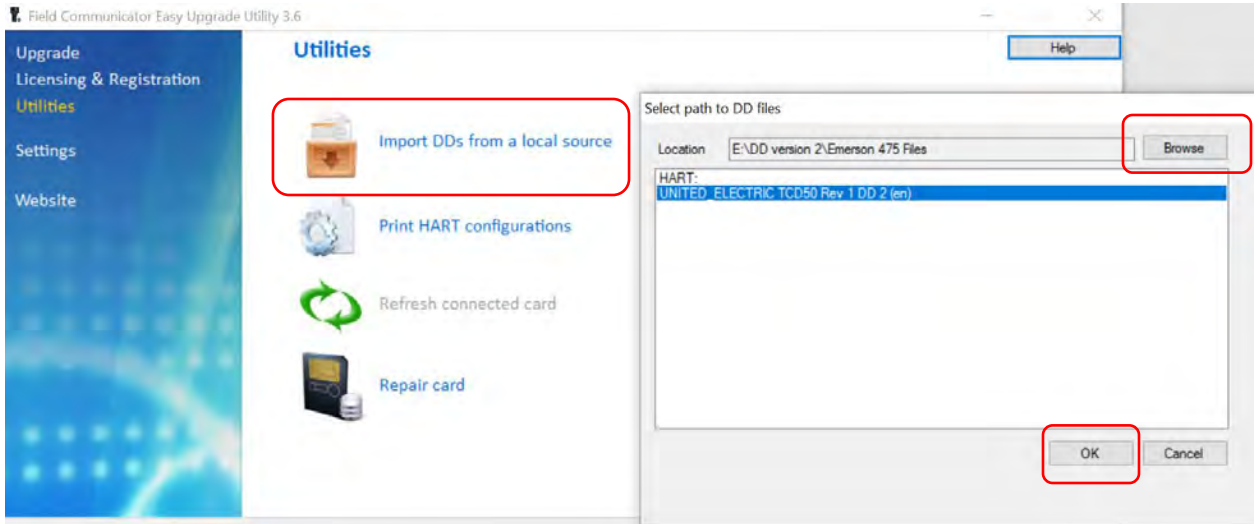 Field Communicator Easy Upgrade Utility 3.6
Upgrade
Licensing & Registration
Utilities
Settings
Website
Utilities
Help
Import DDs from a local source
Print HART configurations
Refresh connected card
Repair card
Select path to DD files
Location E:\DD version 2\Emerson 475 Files Browse
HART:
UNITED_ELECTRIC TCD50 Rev 1 DD 2 (en)
OK Cancel